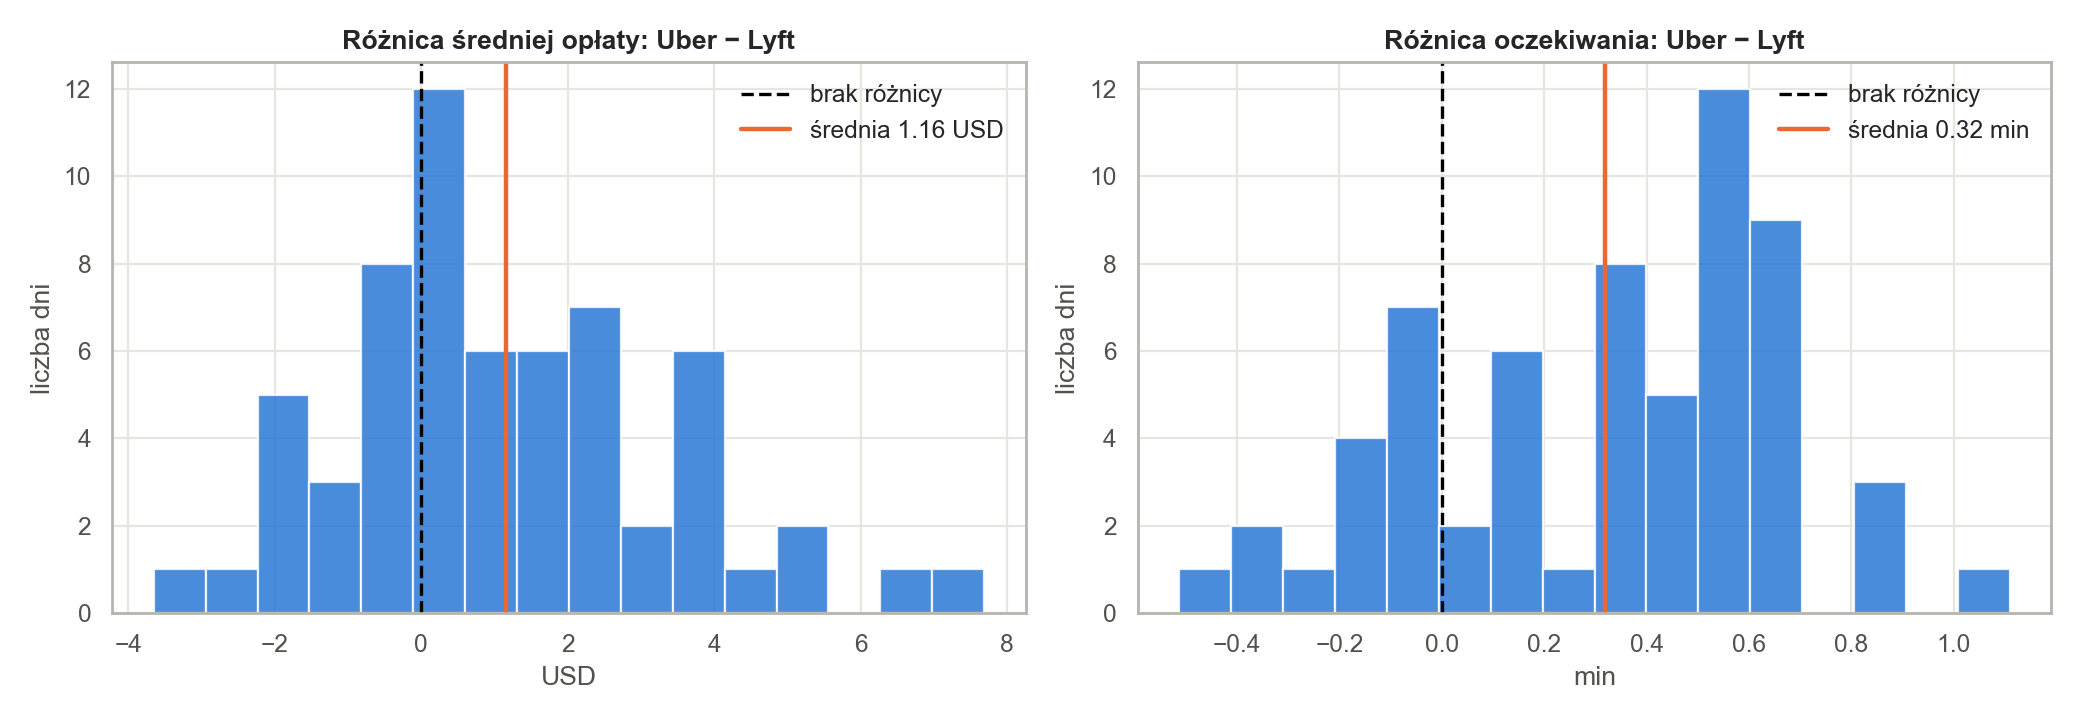 Różnica średniej opłaty: Uber − Lyft
12
10
8
6
4
2
0
liczba dni
brak różnicy
średnia 1.16 USD
−4
−2
0
2
4
6
8
USD
Różnica oczekiwania: Uber − Lyft
12
10
8
6
4
2
0
liczba dni
brak różnicy
średnia 0.32 min
−0.4
−0.2
0.0
0.2
0.4
0.6
0.8
1.0
min